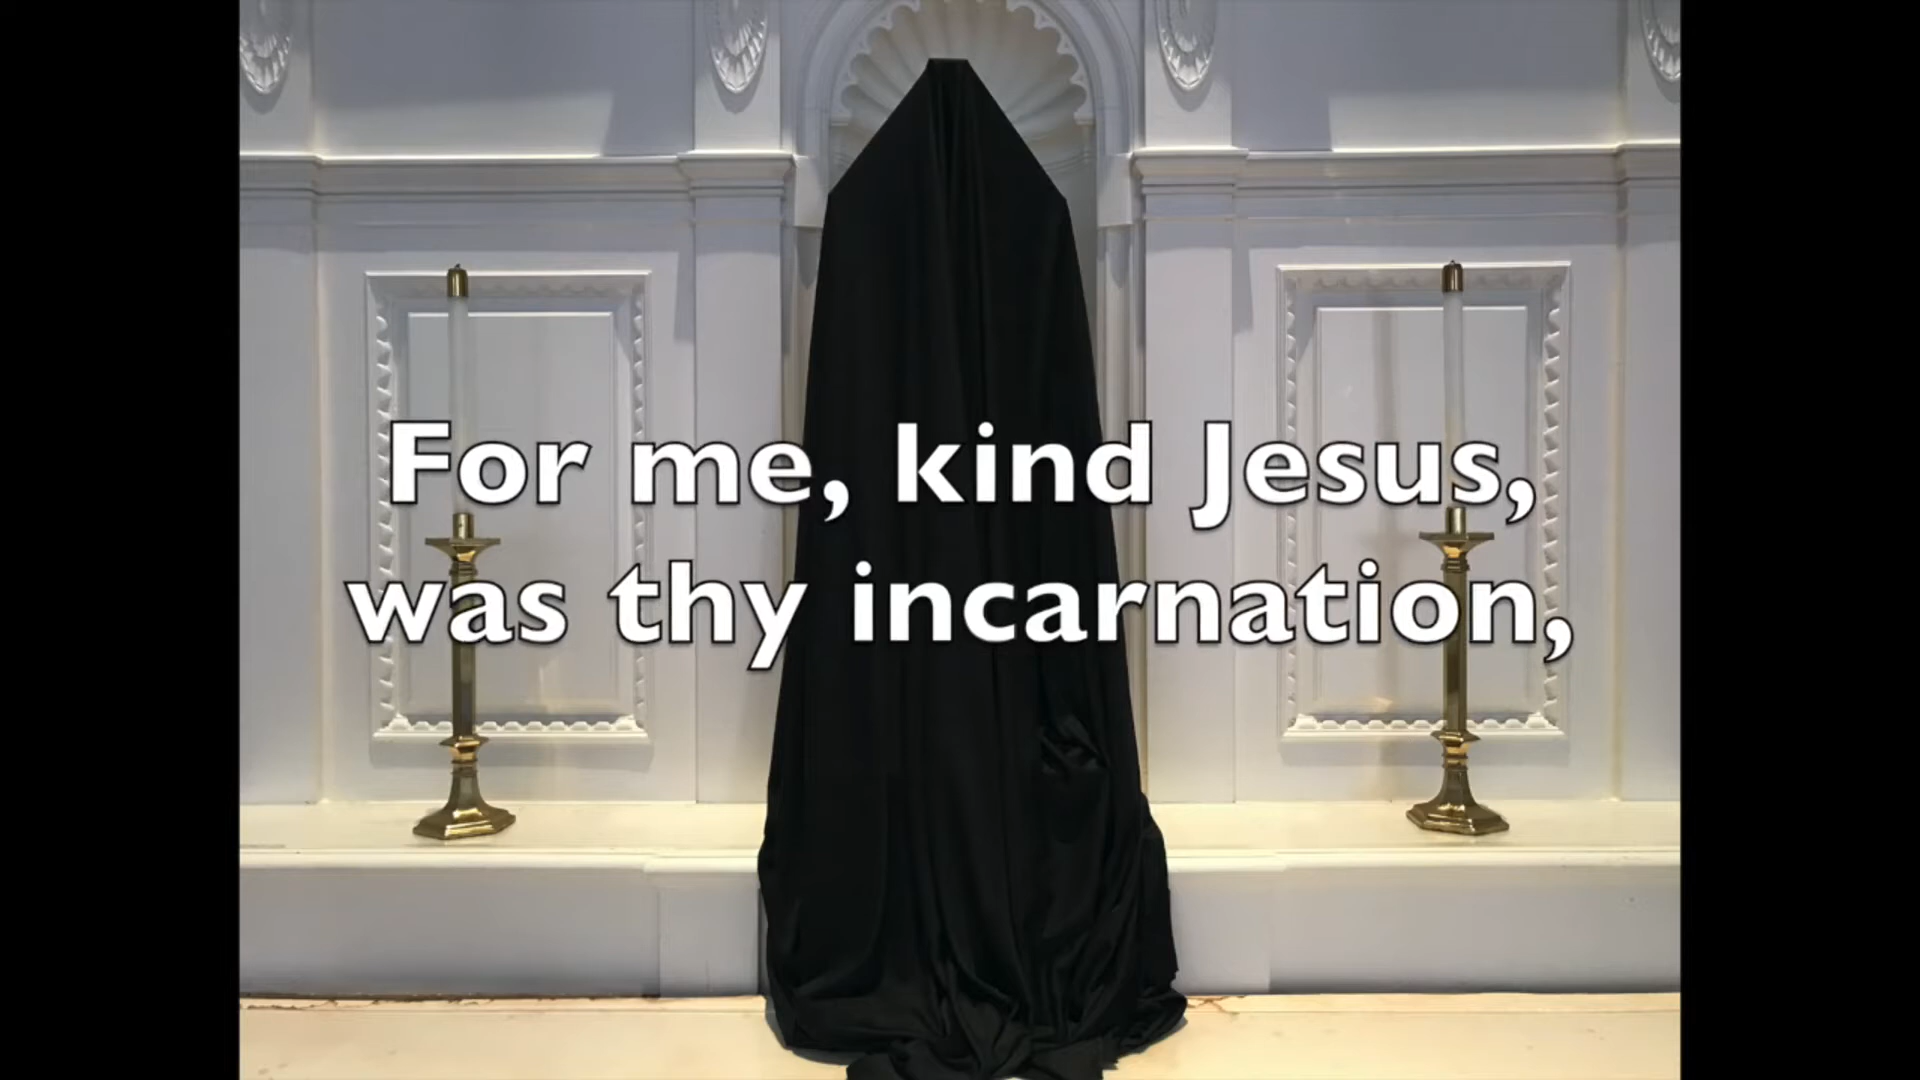 For me, kind Jesus,
was thy incarnation,